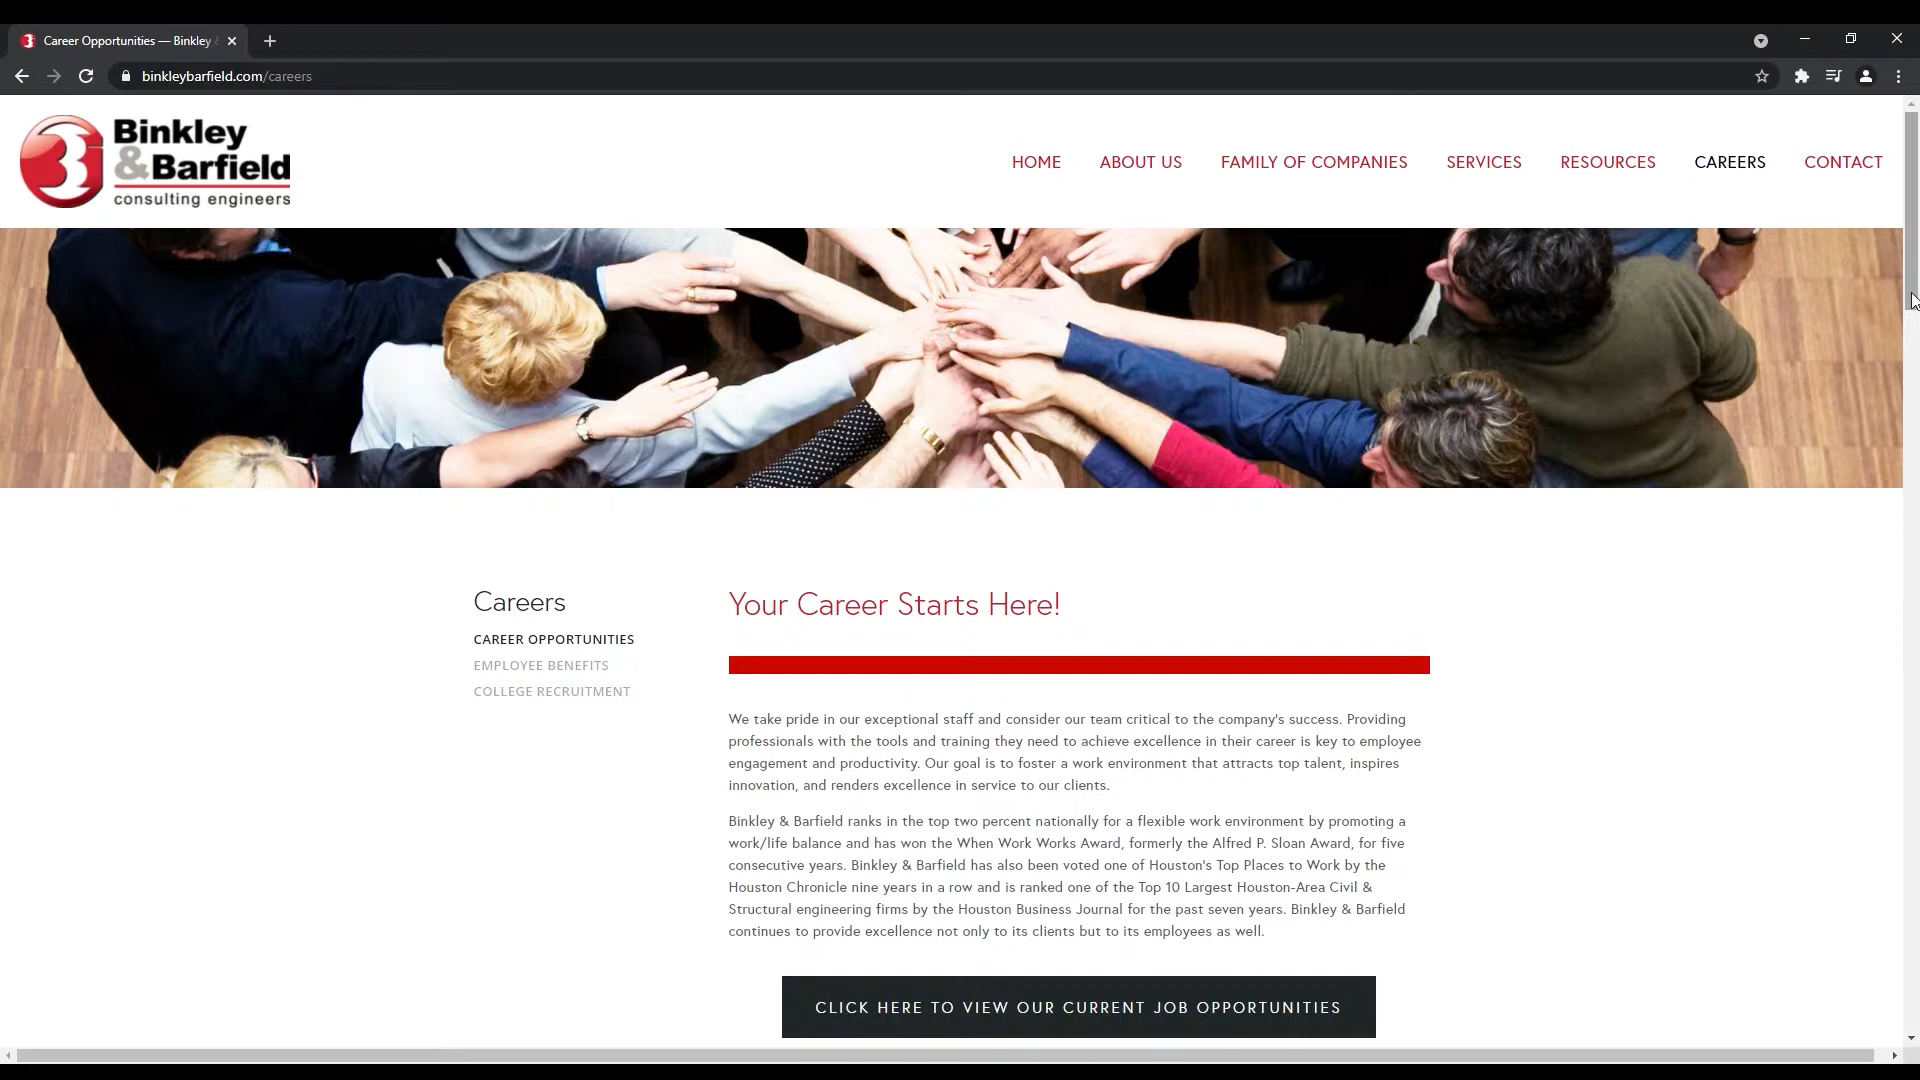 Career Opportunities — Binkley
binkleybarfield.com/careers
Binkley
&Barfield
consulting engineers
HOME ABOUT US FAMILY OF COMPANIES SERVICES RESOURCES CAREERS CONTACT
Careers
CAREER OPPORTUNITIES
EMPLOYEE BENEFITS
COLLEGE RECRUITMENT
Your Career Starts Here!
We take pride in our exceptional staff and consider our team critical to the company's success. Providing
professionals with the tools and training they need to achieve excellence in their career is key to employee
engagement and productivity. Our goal is to foster a work environment that attracts top talent, inspires
innovation, and renders excellence in service to our clients.
Binkley & Barfield ranks in the top two percent nationally for a flexible work environment by promoting a
work/life balance and has won the When Work Works Award, formerly the Alfred P. Sloan Award, for five
consecutive years. Binkley & Barfield has also been voted one of Houston's Top Places to Work by the
Houston Chronicle nine years in a row and is ranked one of the Top 10 Largest Houston-Area Civil &
Structural engineering firms by the Houston Business Journal for the past seven years. Binkley & Barfield
continues to provide excellence not only to its clients but to its employees as well.
CLICK HERE TO VIEW OUR CURRENT JOB OPPORTUNITIES